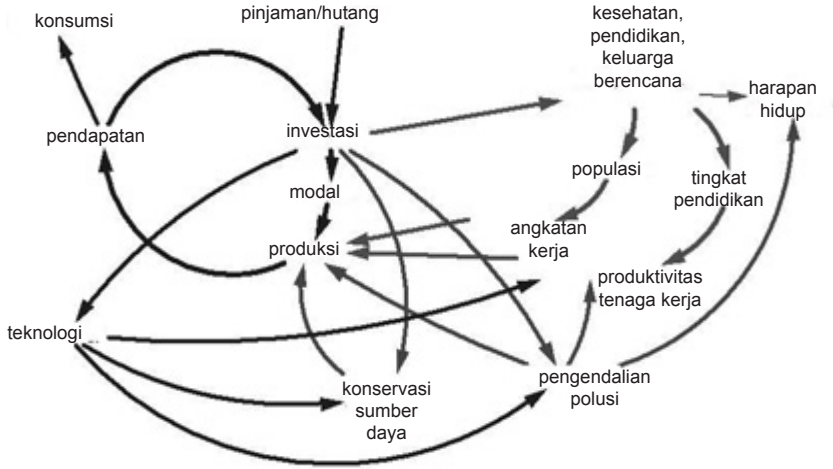 konsumsi
pinjaman/hutang
kesehatan,
pendidikan,
keluarga
berencana
harapan
hidup
pendapatan
investasi
modal
populasi
tingkat
pendidikan
produksi
angkatan
kerja
produktivitas
tenaga kerja
teknologi
konservasi
sumber
daya
pengendalian
polusi